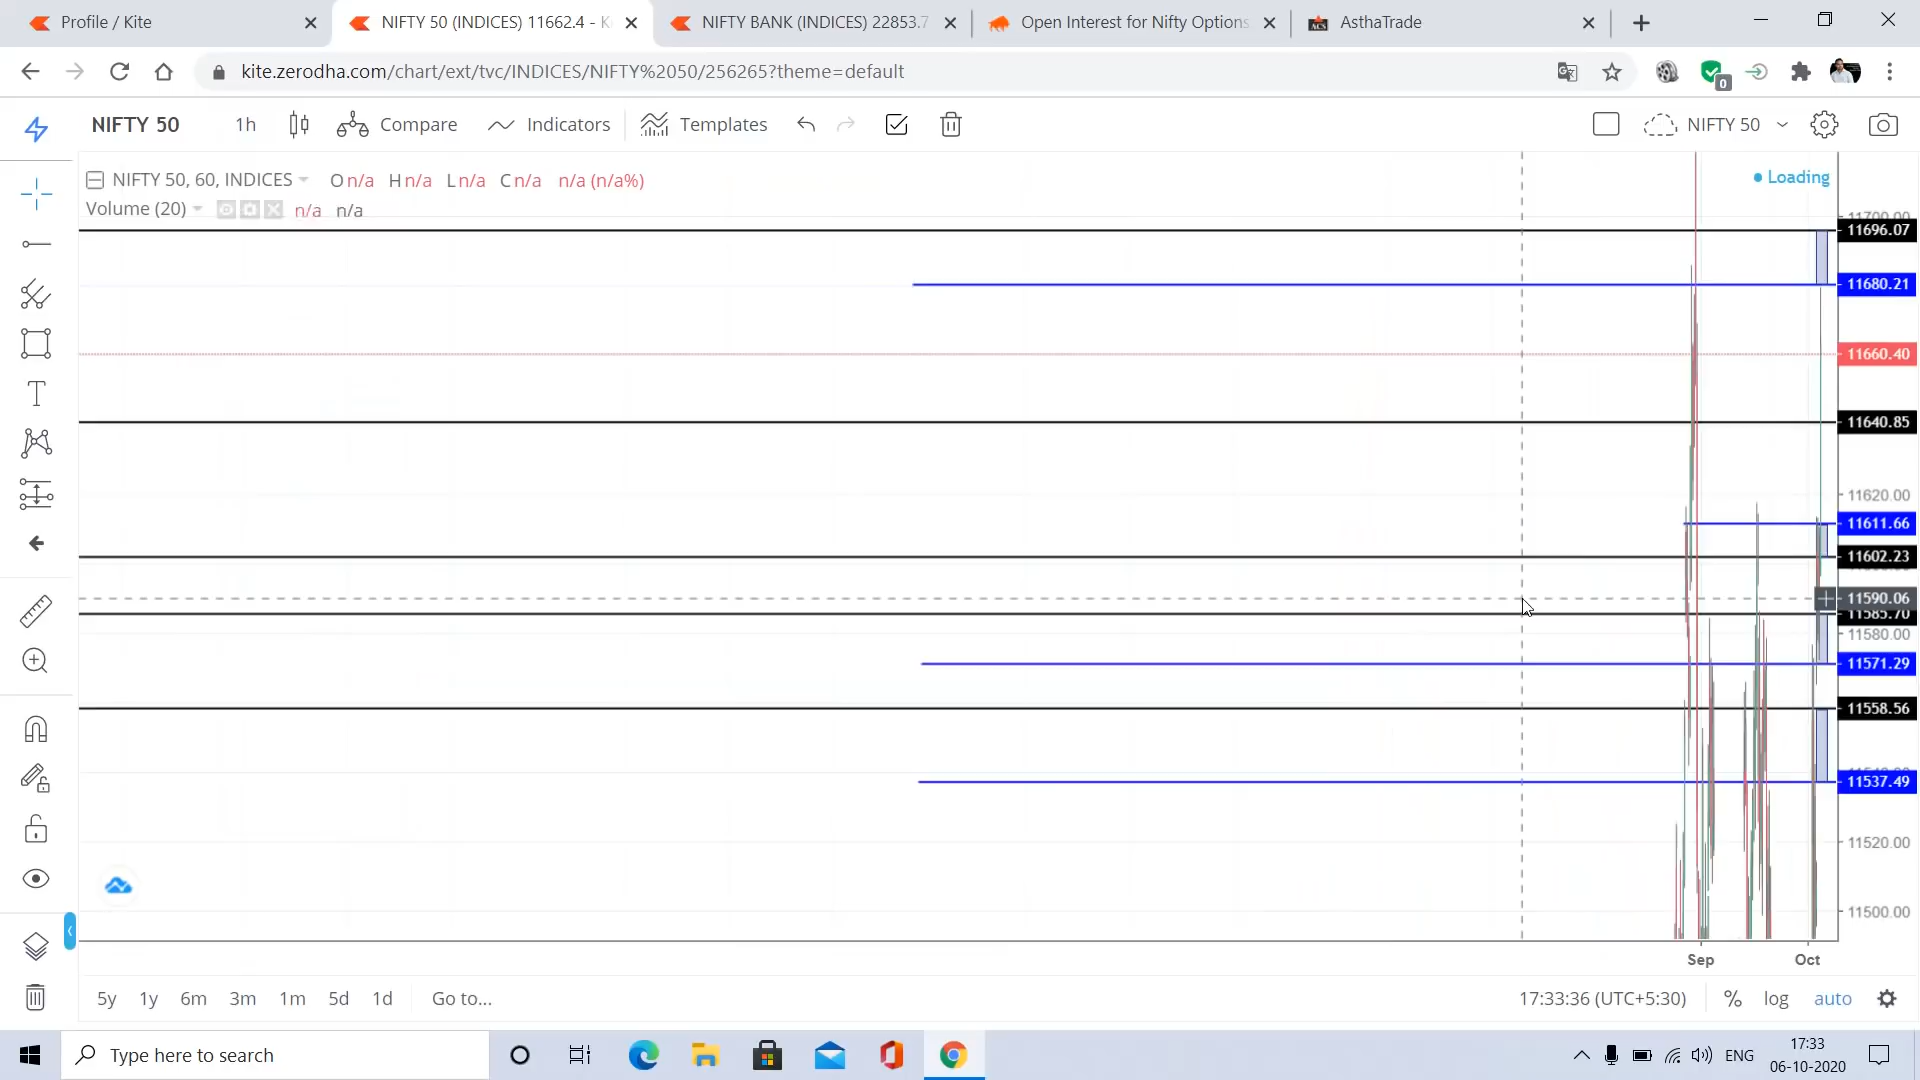 Profile / Kite
NIFTY 50 (INDICES) 11662.4 - K
NIFTY BANK (INDICES) 22853.7
Open Interest for Nifty Options
AsthaTrade
kite.zerodha.com/chart/ext/tvc/INDICES/NIFTY%2050/256265?theme=default
0
NIFTY 50 1h Compare Indicators Templates NIFTY 50
NIFTY 50, 60, INDICES O n/a H n/a L n/a C n/a n/a (n/a%)
Loading
Volume (20) n/a n/a
11700.00
11696.07
11680.21
11660.40
11640.85
11620.00
11611.66
11602.23
11590.06
11585.70
11580.00
11571.29
11558.56
11537.49
11520.00
11500.00
Sep Oct
5y 1y 6m 3m 1m 5d 1d Go to... 17:33:36 (UTC+5:30) % log auto
Type here to search
ENG
17:33
06-10-2020